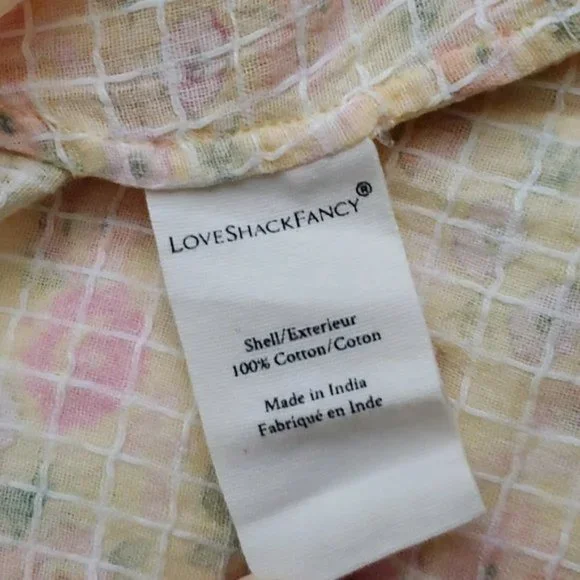 LOVESHACKFANCY®
Shell/Exterieur
100% Cotton/Coton
Made in India
Fabriqué en Inde